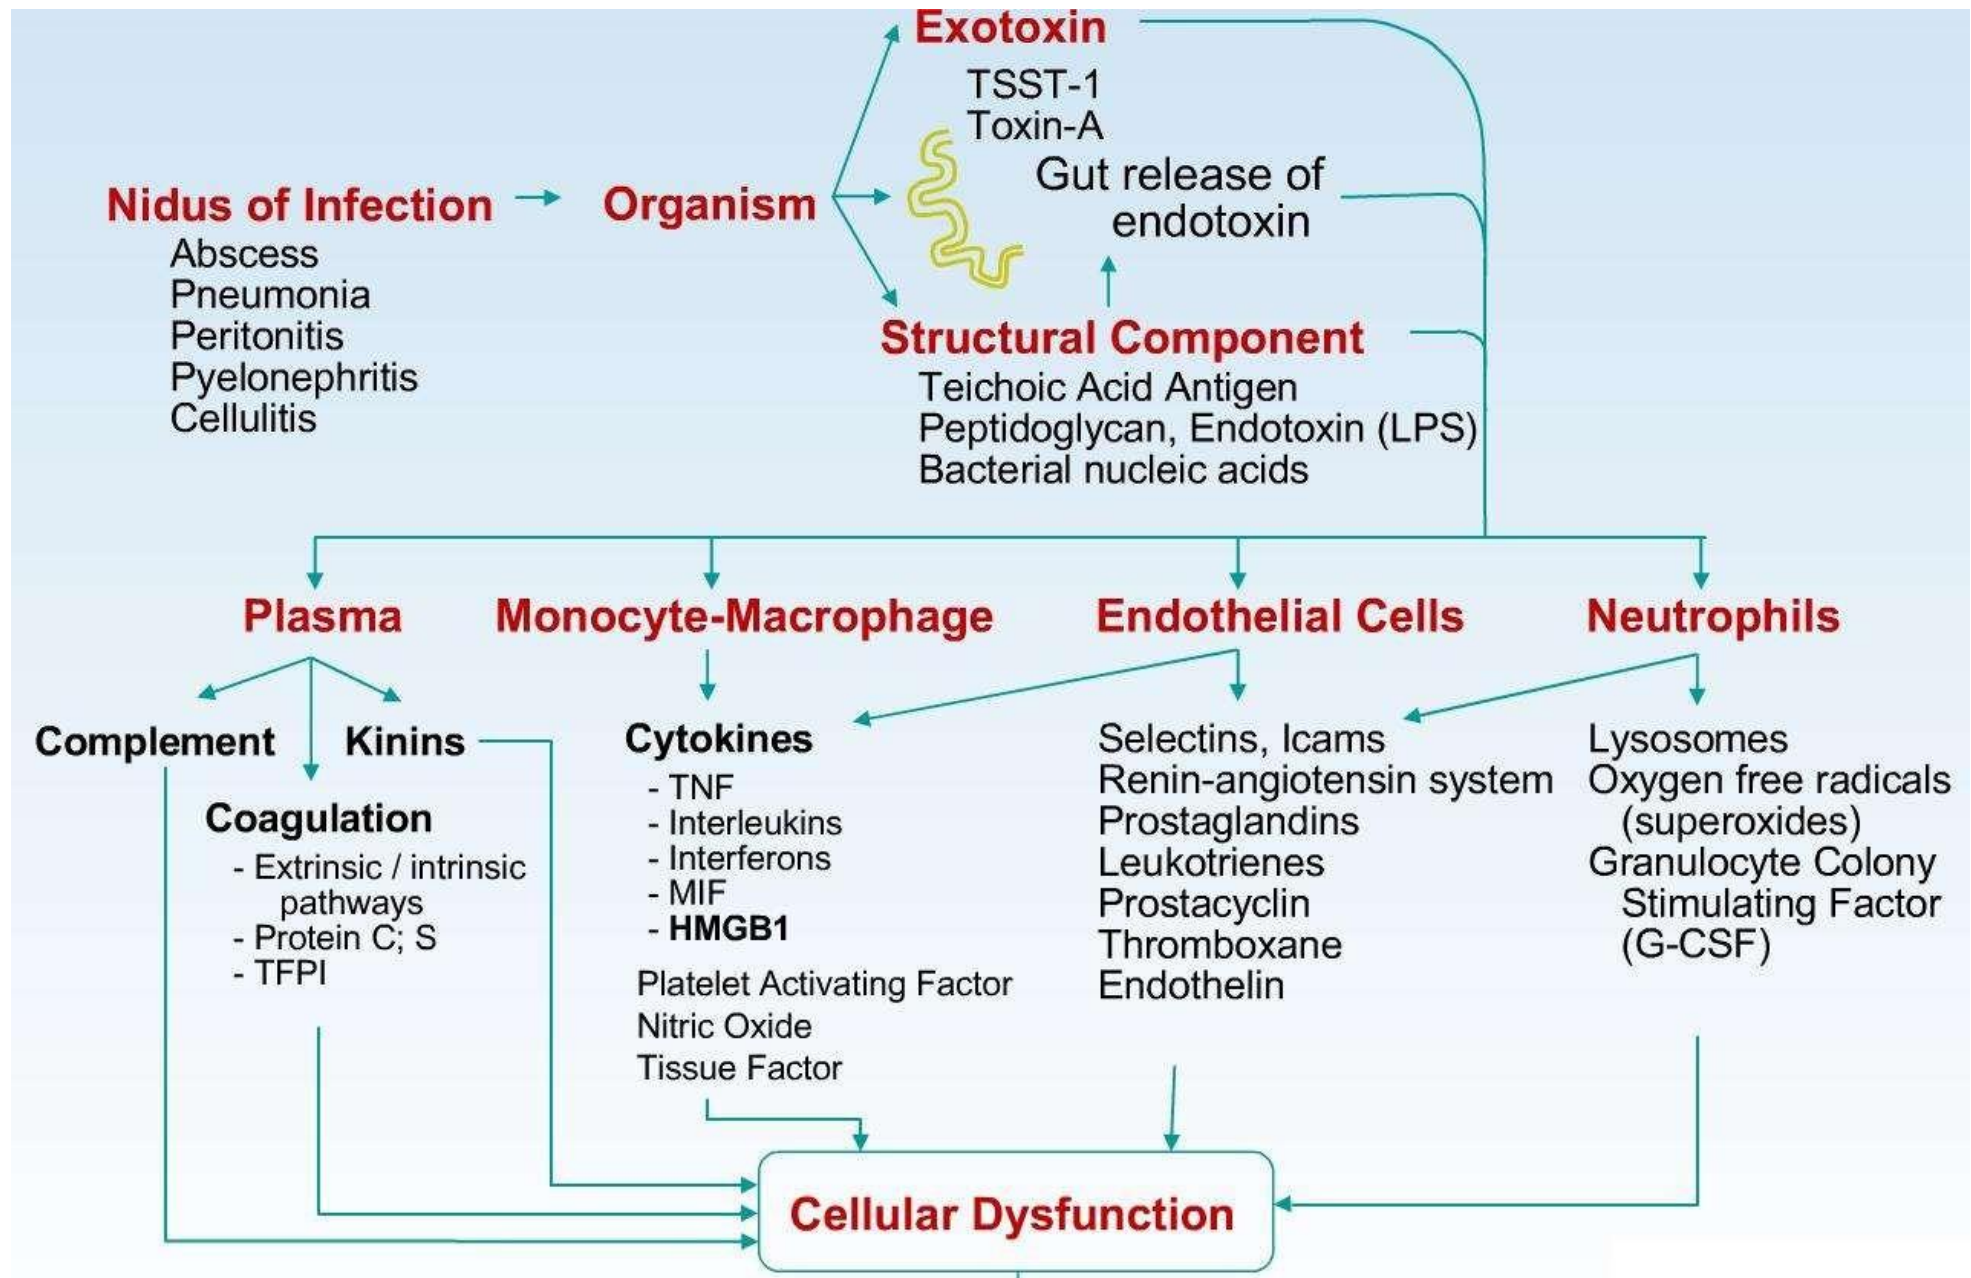 Exotoxin
TSST-1
Toxin-A
Gut release of
endotoxin
Nidus of Infection
Organism
Abscess
Pneumonia
Peritonitis
Pyelonephritis
Cellulitis
Structural Component
Teichoic Acid Antigen
Peptidoglycan, Endotoxin (LPS)
Bacterial nucleic acids
Plasma
Monocyte-Macrophage
Endothelial Cells
Neutrophils
Complement
Kinins
Coagulation
- Extrinsic / intrinsic
pathways
- Protein C; S
- TFPI
Cytokines
- TNF
- Interleukins
- Interferons
- MIF
- HMGB1
Platelet Activating Factor
Nitric Oxide
Tissue Factor
Selectins, Icams
Renin-angiotensin system
Prostaglandins
Leukotrienes
Prostacyclin
Thromboxane
Endothelin
Lysosomes
Oxygen free radicals
(superoxides)
Granulocyte Colony
Stimulating Factor
(G-CSF)
Cellular Dysfunction